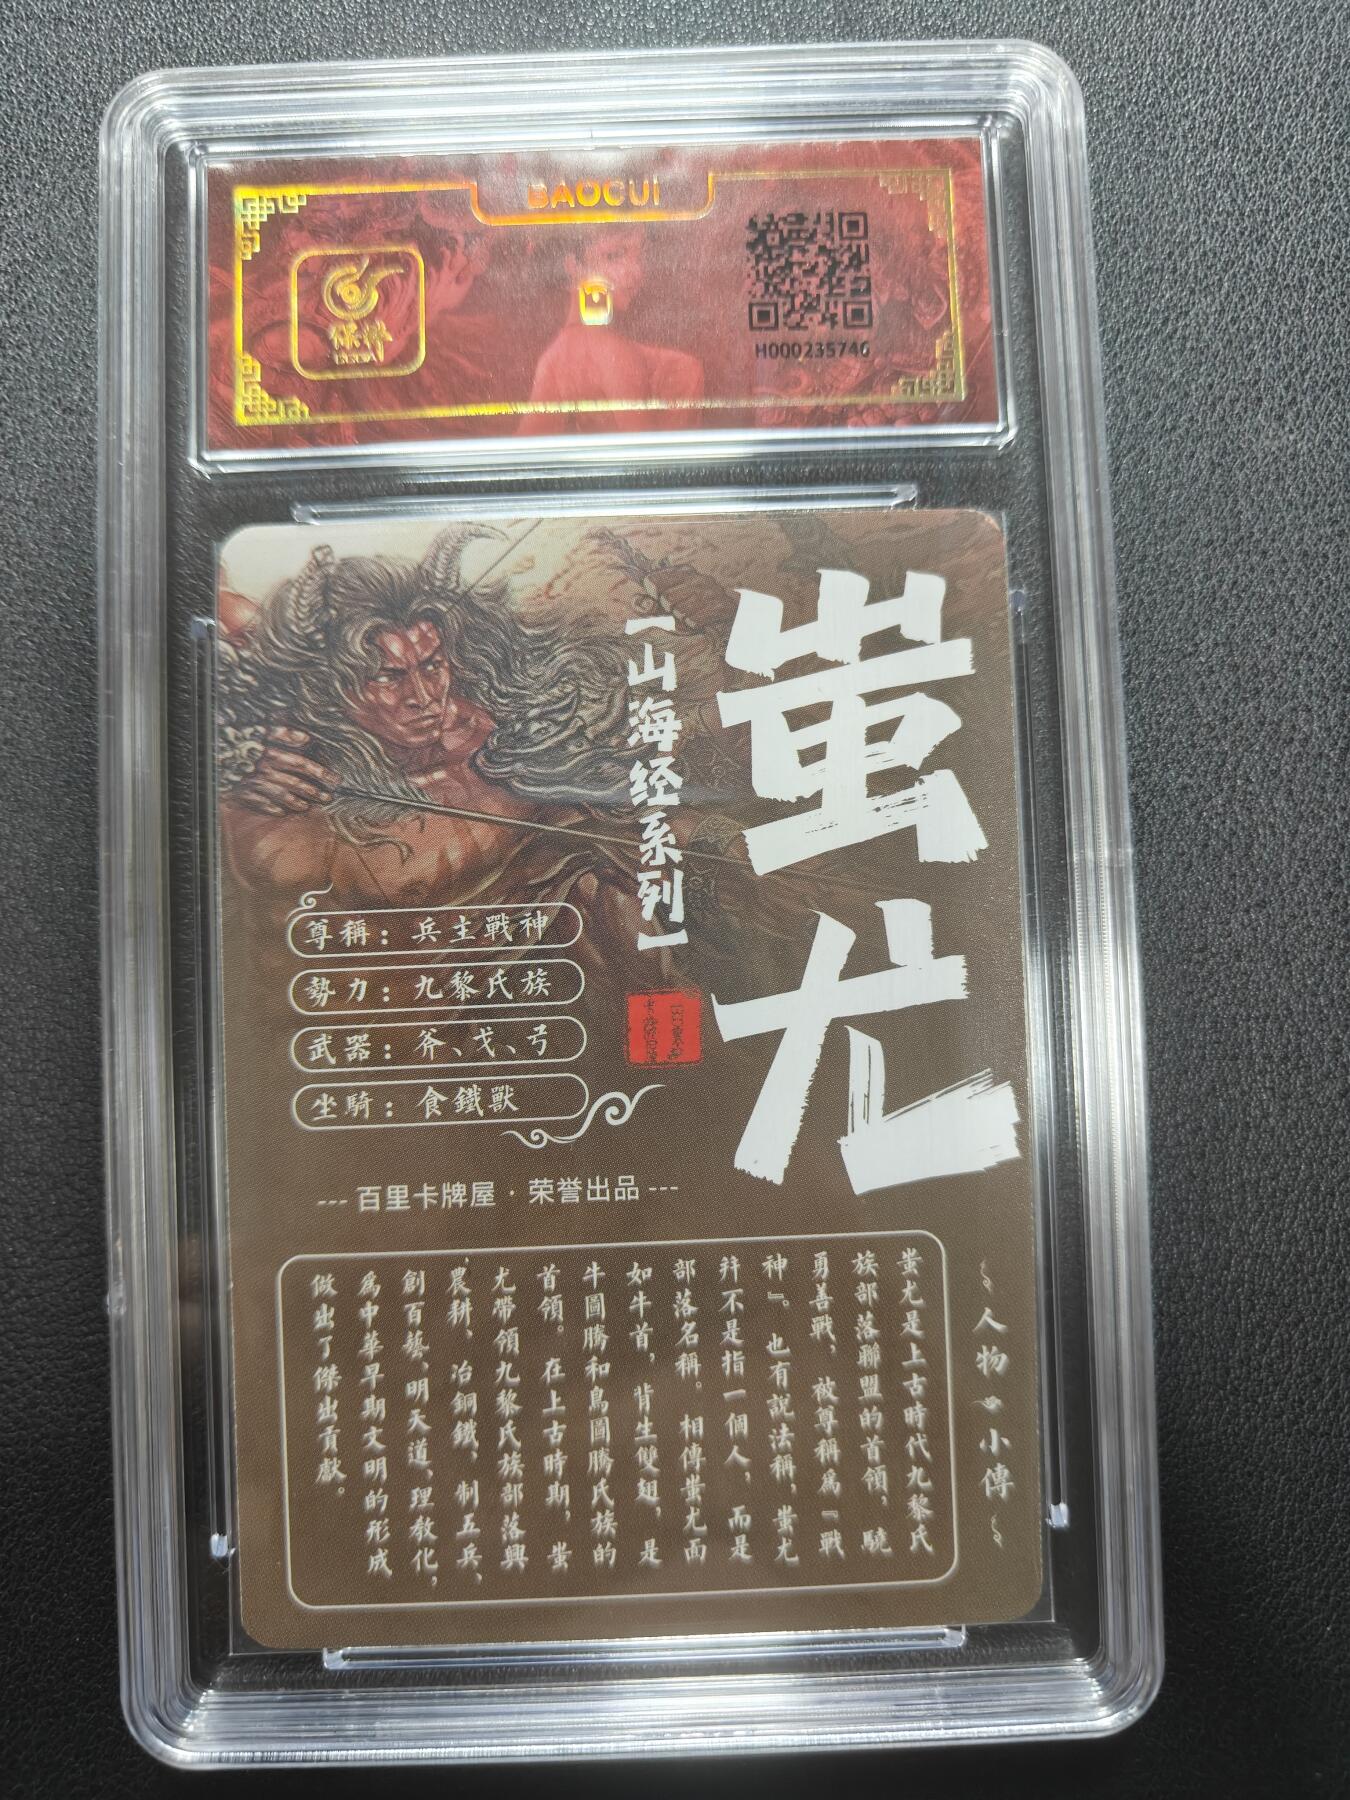 BAOCUI
保粹
H000235746
蚩尤
【山海经系列】
尊稱：兵主戰神
勢力：九黎氏族
武器：斧、戈、弓
坐騎：食鐵獸
--- 百里卡牌屋 · 荣誉出品 ---
人物小傳
蚩尤是上古時代九黎氏
族部落聯盟的首領，驍
勇善戰，被尊稱爲『戰
神』。也有説法稱，蚩尤
并不是指一個人，而是
部落名稱。相傳蚩尤面
如牛首，背生雙翅，是
牛圖騰和鳥圖騰氏族的
首領。在上古時期，蚩
尤帶領九黎氏族部落興
農耕、冶銅鐵、制五兵、
創百藝、明天道、理教化，
爲中華早期文明的形成
做出了傑出貢獻。